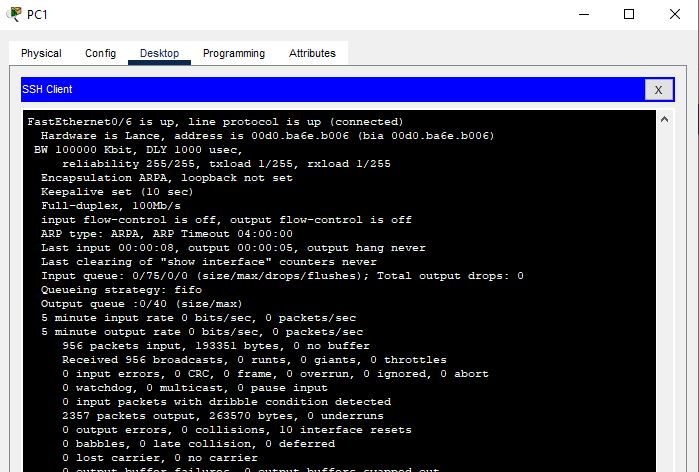 PC1
Physical Config Desktop Programming Attributes
SSH Client X
FastEthernet0/6 is up, line protocol is up (connected)
Hardware is Lance, address is 00d0.ba6e.b006 (bia 00d0.ba6e.b006)
BW 100000 Kbit, DLY 1000 usec,
reliability 255/255, txload 1/255, rxload 1/255
Encapsulation ARPA, loopback not set
Keepalive set (10 sec)
Full-duplex, 100Mb/s
input flow-control is off, output flow-control is off
ARP type: ARPA, ARP Timeout 04:00:00
Last input 00:00:08, output 00:00:05, output hang never
Last clearing of "show interface" counters never
Input queue: 0/75/0/0 (size/max/drops/flushes); Total output drops: 0
Queueing strategy: fifo
Output queue :0/40 (size/max)
5 minute input rate 0 bits/sec, 0 packets/sec
5 minute output rate 0 bits/sec, 0 packets/sec
956 packets input, 193351 bytes, 0 no buffer
Received 956 broadcasts, 0 runts, 0 giants, 0 throttles
0 input errors, 0 CRC, 0 frame, 0 overrun, 0 ignored, 0 abort
0 watchdog, 0 multicast, 0 pause input
0 input packets with dribble condition detected
2357 packets output, 263570 bytes, 0 underruns
0 output errors, 0 collisions, 10 interface resets
0 babbles, 0 late collision, 0 deferred
0 lost carrier, 0 no carrier
0 output buffer failures, 0 output buffers swapped out